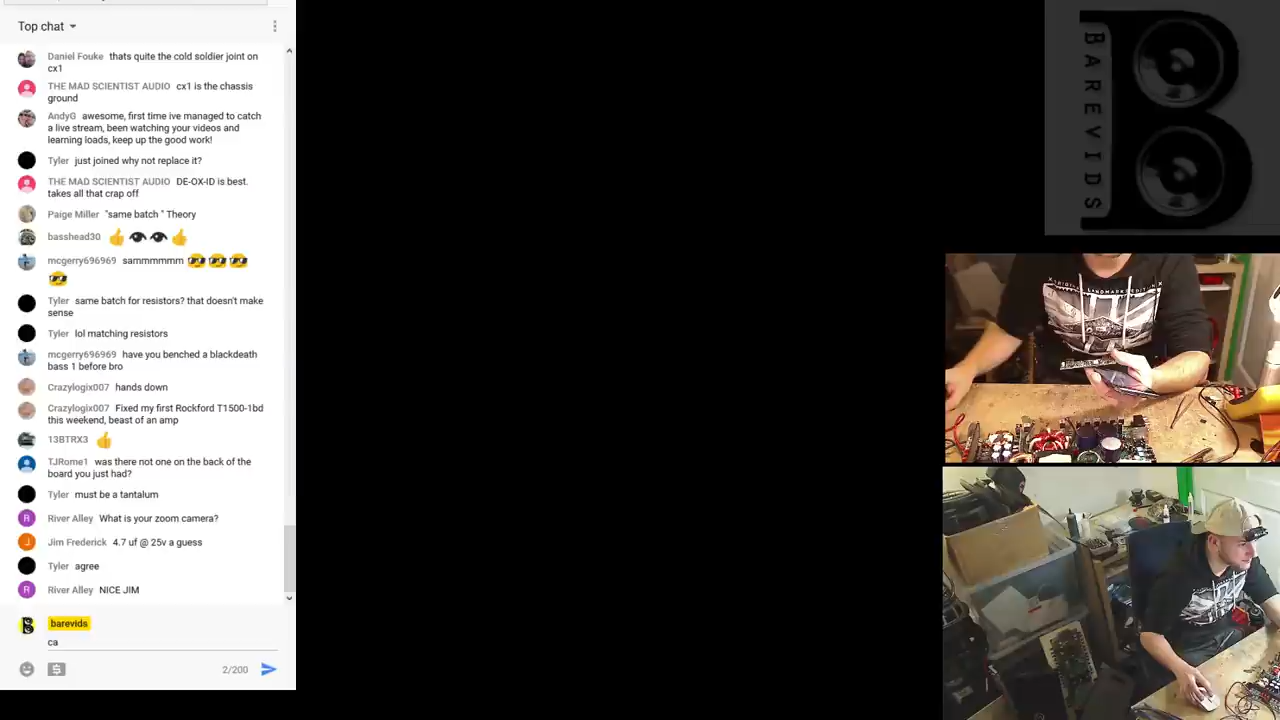 Top chat
Daniel Fouke thats quite the cold soldier joint on
cx1
THE MAD SCIENTIST AUDIO cx1 is the chassis
ground
AndyG awesome, first time ive managed to catch
a live stream, been watching your videos and
learning loads, keep up the good work!
Tyler just joined why not replace it?
THE MAD SCIENTIST AUDIO DE-OX-ID is best.
takes all that crap off
Paige Miller "same batch " Theory
basshead30 👍👁👁👍
mcgerry696969 sammmmmm 😎😎😎
😎
Tyler same batch for resistors? that doesn't make
sense
Tyler lol matching resistors
mcgerry696969 have you benched a blackdeath
bass 1 before bro
Crazylogix007 hands down
Crazylogix007 Fixed my first Rockford T1500-1bd
this weekend, beast of an amp
13BTRX3 👍
TJRome1 was there not one on the back of the
board you just had?
Tyler must be a tantalum
River Alley What is your zoom camera?
Jim Frederick 4.7 uf @ 25v a guess
Tyler agree
River Alley NICE JIM
barevids
ca
2/200
BAREVIDS